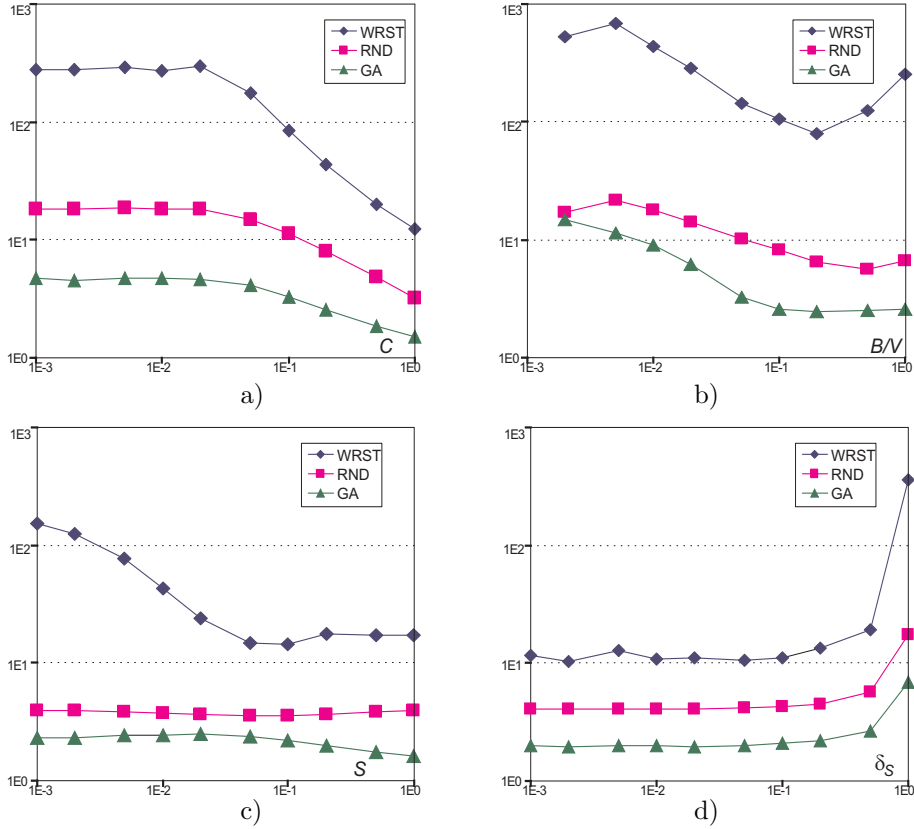 1E3
WRST
RND
GA
1E2
1E1
1E0
C
1E-3
1E-2
1E-1
1E0
a)
1E3
WRST
RND
GA
1E2
1E1
1E0
B/V
1E-3
1E-2
1E-1
1E0
b)
1E3
WRST
RND
GA
1E2
1E1
1E0
S
1E-3
1E-2
1E-1
1E0
c)
1E3
WRST
RND
GA
1E2
1E1
1E0
δS
1E-3
1E-2
1E-1
1E0
d)